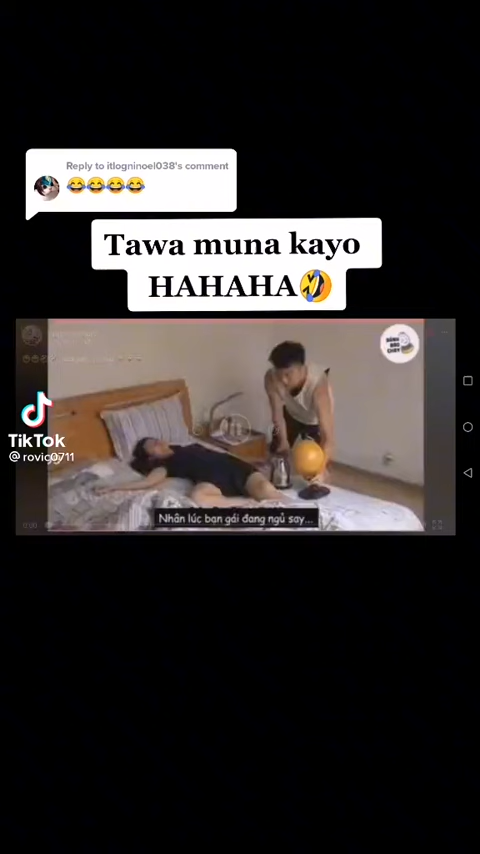 Reply to itlogninoel038's comment
😂😂😂😂
Tawa muna kayo
HAHAHA🤣
TikTok
@rovic0711
Nhân lúc bạn gái đang ngủ say...